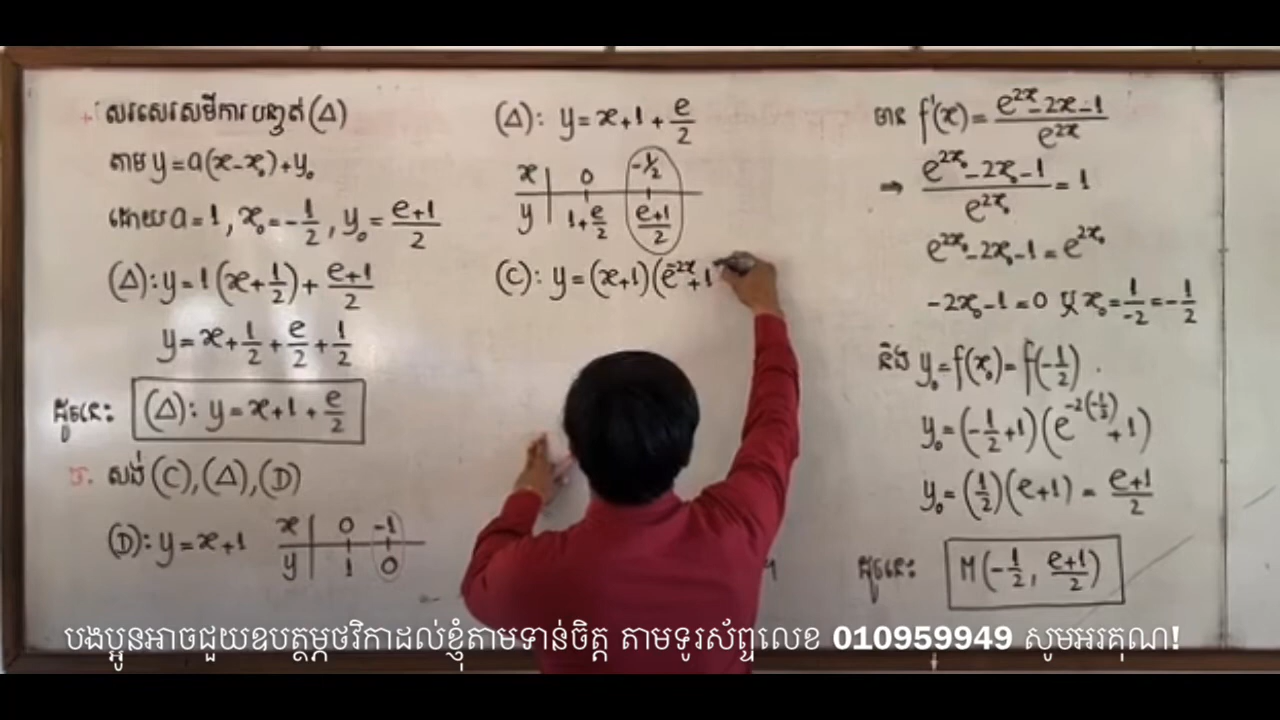 + សរសេរសមីការបន្ទាត់ (Δ)
តាម y = a(x - x₀) + y₀
ដោយ a = 1, x₀ = -1/2, y₀ = (e+1)/2
(Δ): y = 1(x + 1/2) + (e+1)/2
y = x + 1/2 + e/2 + 1/2
ដូចនេះ: (Δ): y = x + 1 + e/2
សង់ (C), (Δ), (D)
(D): y = x + 1
x | 0 -1
y | 1 0
(Δ): y = x + 1 + e/2
x | 0 -1/2
y | 1 + e/2 (e+1)/2
(C): y = (x+1)(e^{-2x} + 1
មាន f'(x) = (e^{2x} - 2x - 1)/e^{2x}
⇒ (e^{2x₀} - 2x₀ - 1)/e^{2x₀} = 1
e^{2x₀} - 2x₀ - 1 = e^{2x₀}
-2x₀ - 1 = 0 ឬ x₀ = 1/-2 = -1/2
និង y₀ = f(x₀) = f(-1/2) .
y₀ = (-1/2 + 1)(e^{-2(-1/2)} + 1)
y₀ = (1/2)(e+1) = (e+1)/2
ដូចនេះ: M(-1/2, (e+1)/2)
បងប្អូនអាចជួយឧបត្ថម្ភថវិកាដល់ខ្ញុំតាមទាន់ចិត្ត តាមទូរស័ព្ទលេខ 010959949 សូមអរគុណ!